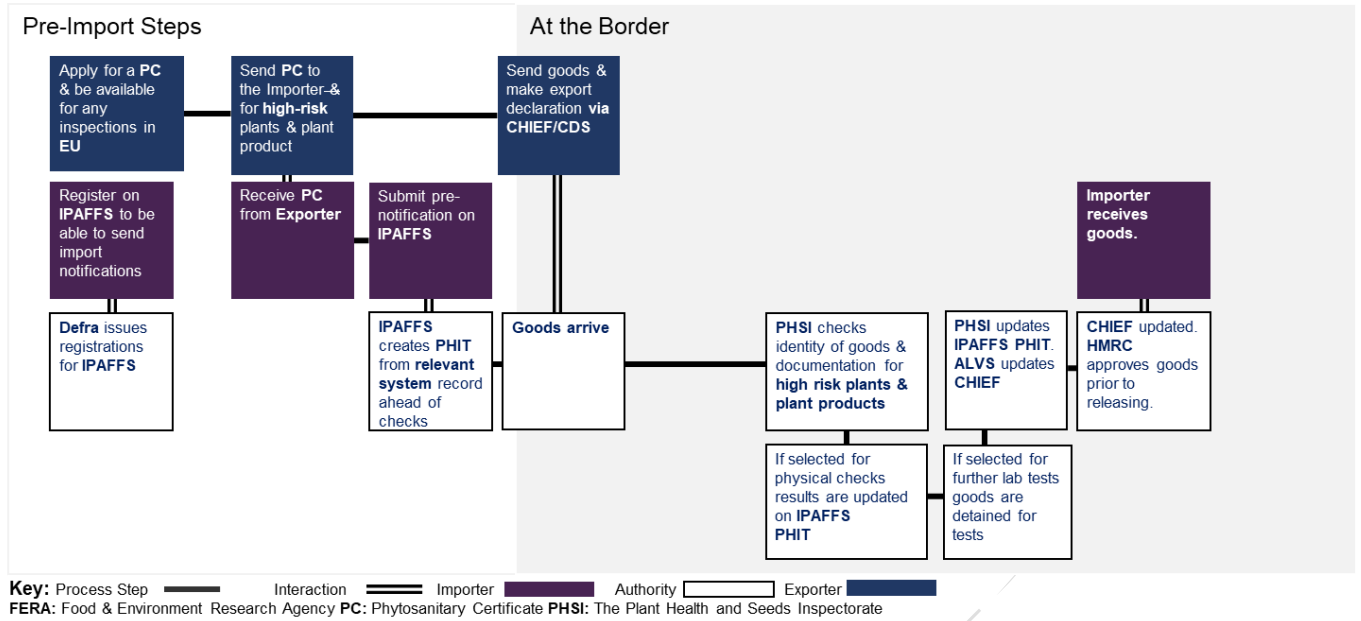 Pre-Import Steps
At the Border
Apply for a PC
& be available
for any
inspections in
EU
Send PC to
the Importer-&
for high-risk
plants & plant
product
Send goods &
make export
declaration via
CHIEF/CDS
Register on
IPAFFS to be
able to send
import
notifications
Receive PC
from Exporter
Submit pre-
notification on
IPAFFS
Importer
receives
goods.
Defra issues
registrations
for IPAFFS
IPAFFS
creates PHIT
from relevant
system record
ahead of
checks
Goods arrive
PHSI checks
identity of goods &
documentation for
high risk plants &
plant products
PHSI updates
IPAFFS PHIT.
ALVS updates
CHIEF
CHIEF updated.
HMRC
approves goods
prior to
releasing.
If selected for
physical checks
results are updated
on IPAFFS
PHIT
If selected for
further lab tests
goods are
detained for
tests
Key: Process Step Interaction Importer Authority Exporter
FERA: Food & Environment Research Agency PC: Phytosanitary Certificate PHSI: The Plant Health and Seeds Inspectorate